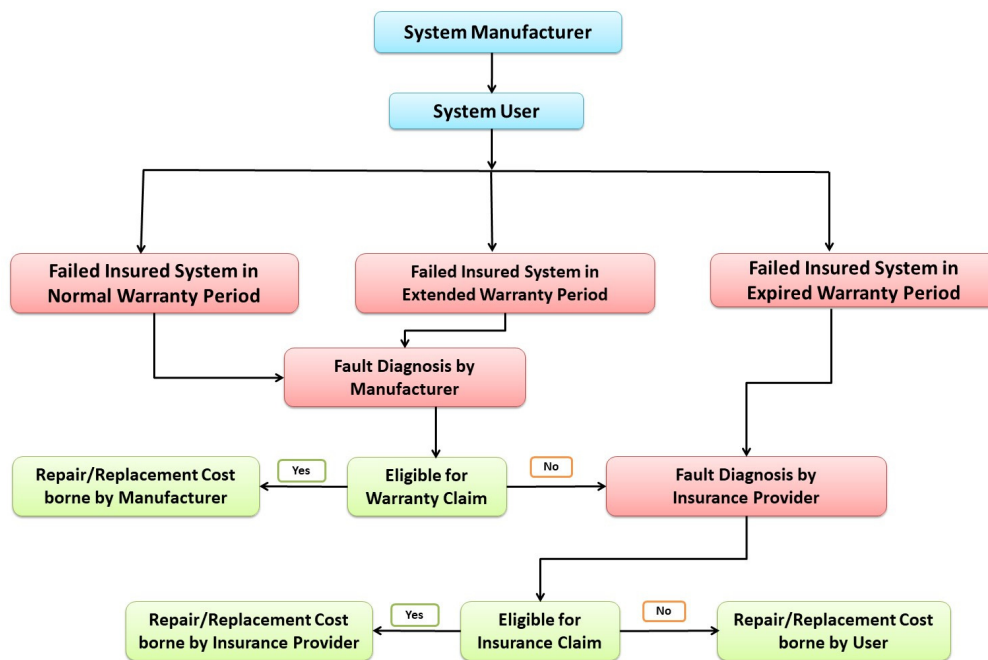 System Manufacturer
System User
Failed Insured System in
Normal Warranty Period
Failed Insured System in
Extended Warranty Period
Failed Insured System in
Expired Warranty Period
Fault Diagnosis by
Manufacturer
Repair/Replacement Cost
borne by Manufacturer
Yes
Eligible for
Warranty Claim
No
Fault Diagnosis by
Insurance Provider
Repair/Replacement Cost
borne by Insurance Provider
Yes
Eligible for
Insurance Claim
No
Repair/Replacement Cost
borne by User